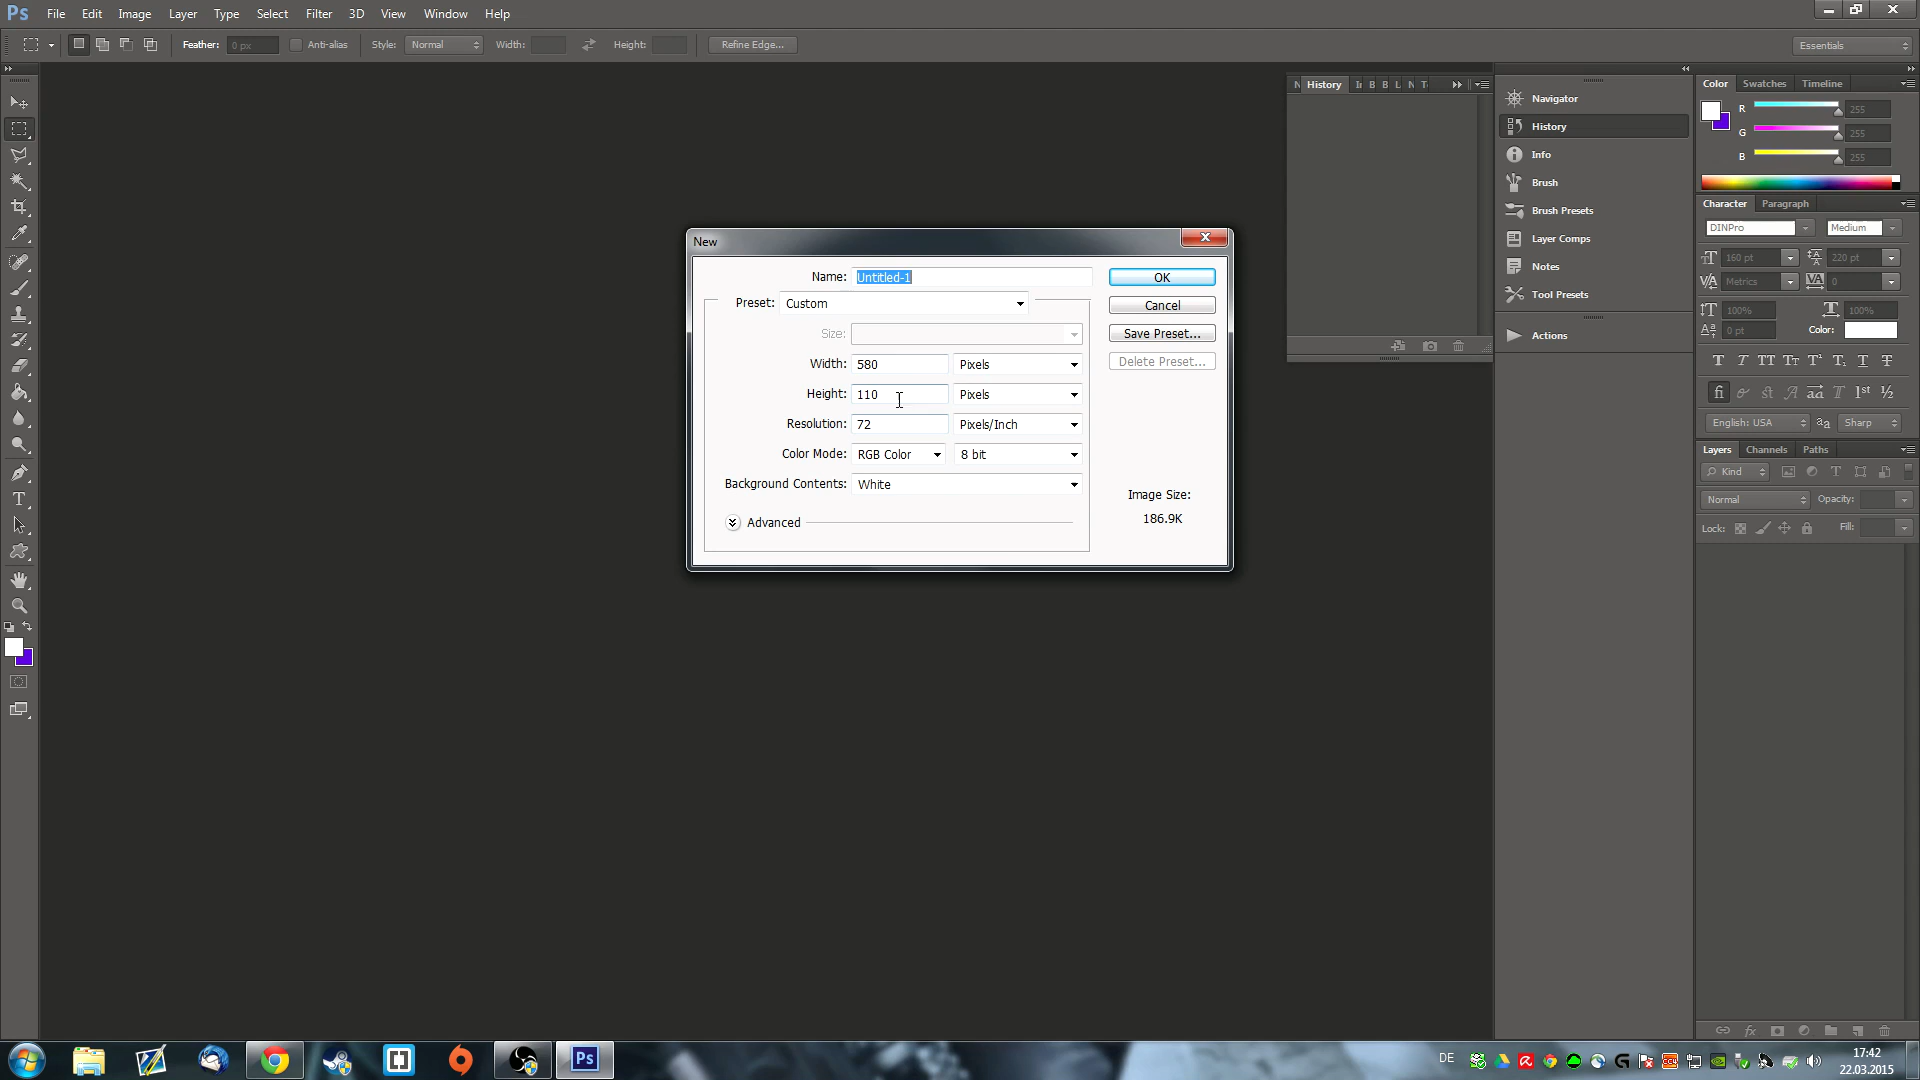 Ps File Edit Image Layer Type Select Filter 3D View Window Help
Feather: 0 px Anti-alias Style: Normal Width: Height: Refine Edge... Essentials
History
Navigator
History
Info
Brush
Brush Presets
Layer Comps
Notes
Tool Presets
Actions
Color Swatches Timeline
R 255
G 255
B 255
Character Paragraph
DINPro Medium
160 pt 220 pt
Metrics 0
100% 100%
0 pt Color:
English: USA Sharp
Layers Channels Paths
Kind
Normal Opacity:
Lock: Fill:
New
Name: Untitled-1 OK
Preset: Custom Cancel
Size: Save Preset...
Width: 580 Pixels Delete Preset...
Height: 110 Pixels
Resolution: 72 Pixels/Inch
Color Mode: RGB Color 8 bit
Background Contents: White
Image Size:
186.9K
Advanced
Ps
DE
17:42
22.03.2015